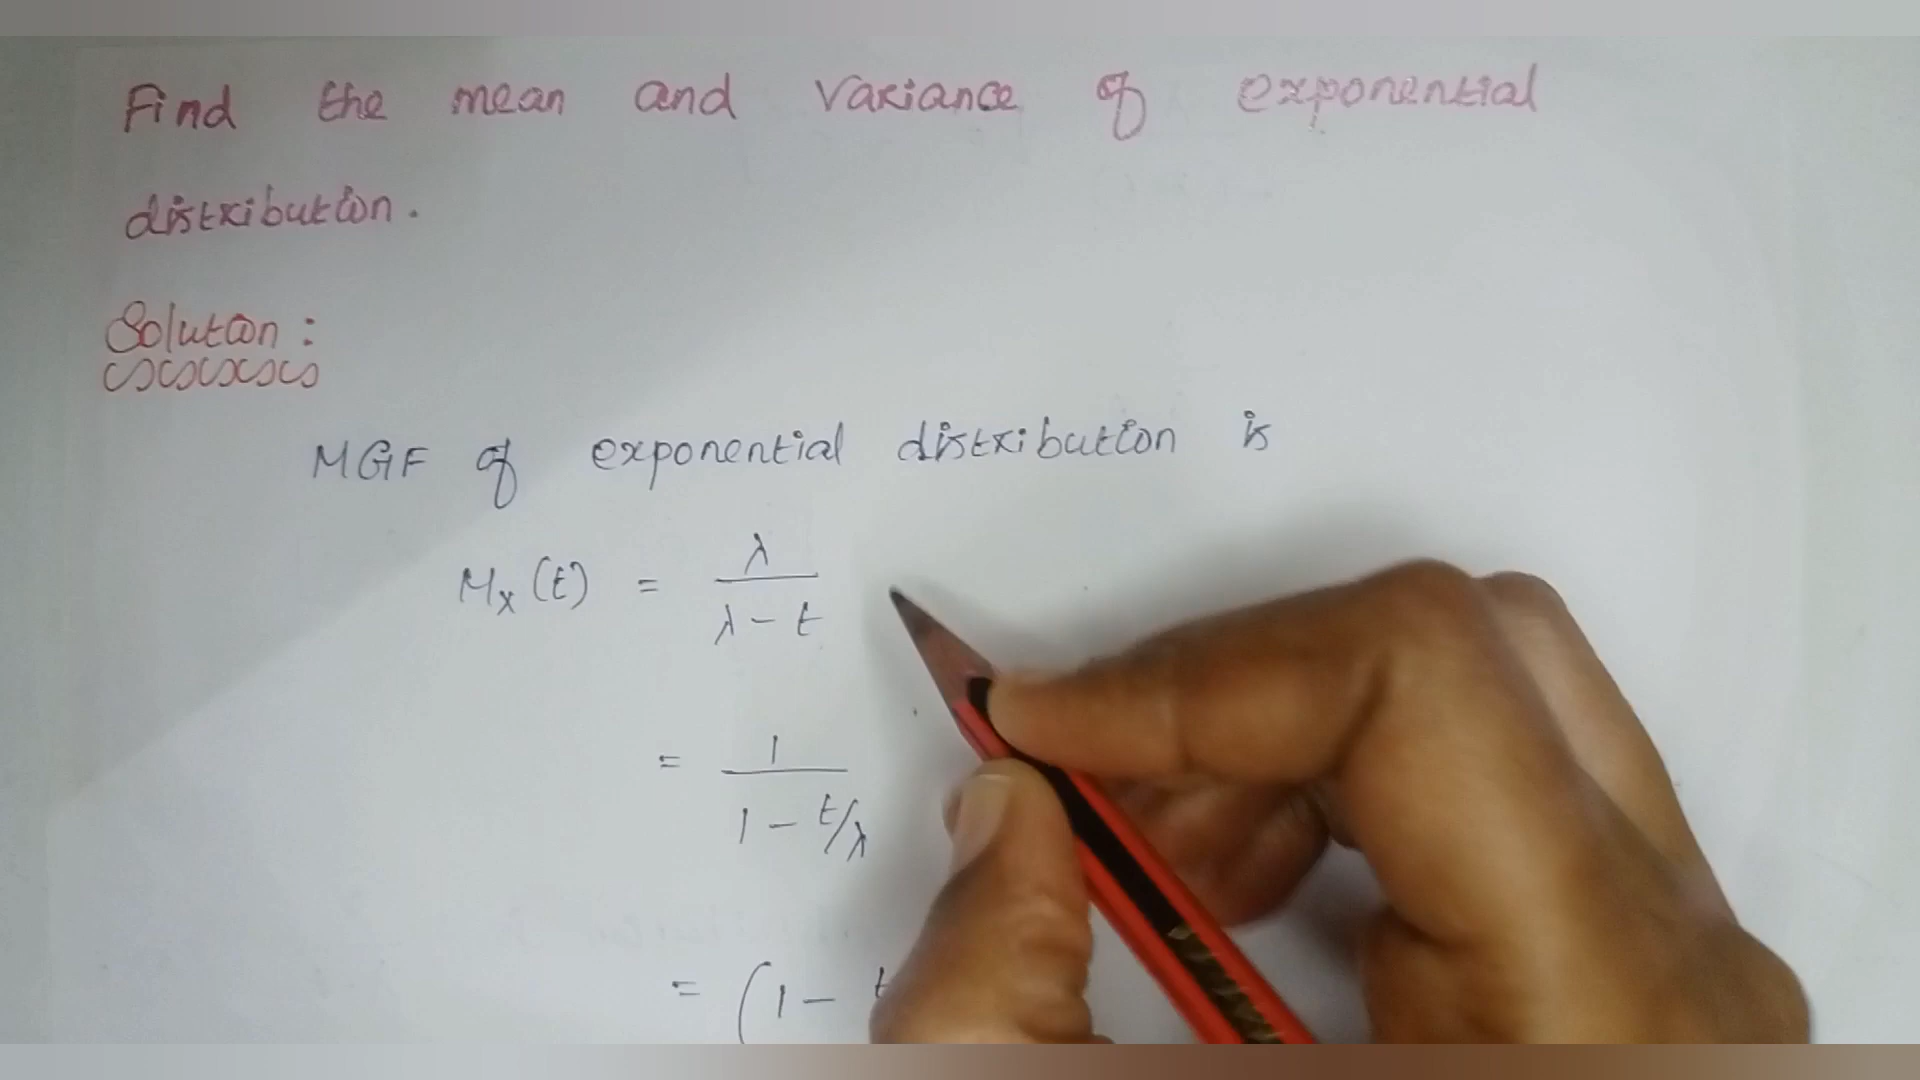 Find the mean and variance of exponential
distribution.
Solution:
MGF of exponential distribution is
Mx(t) = λ / λ - t
= 1 / 1 - t/λ
= (1 - t